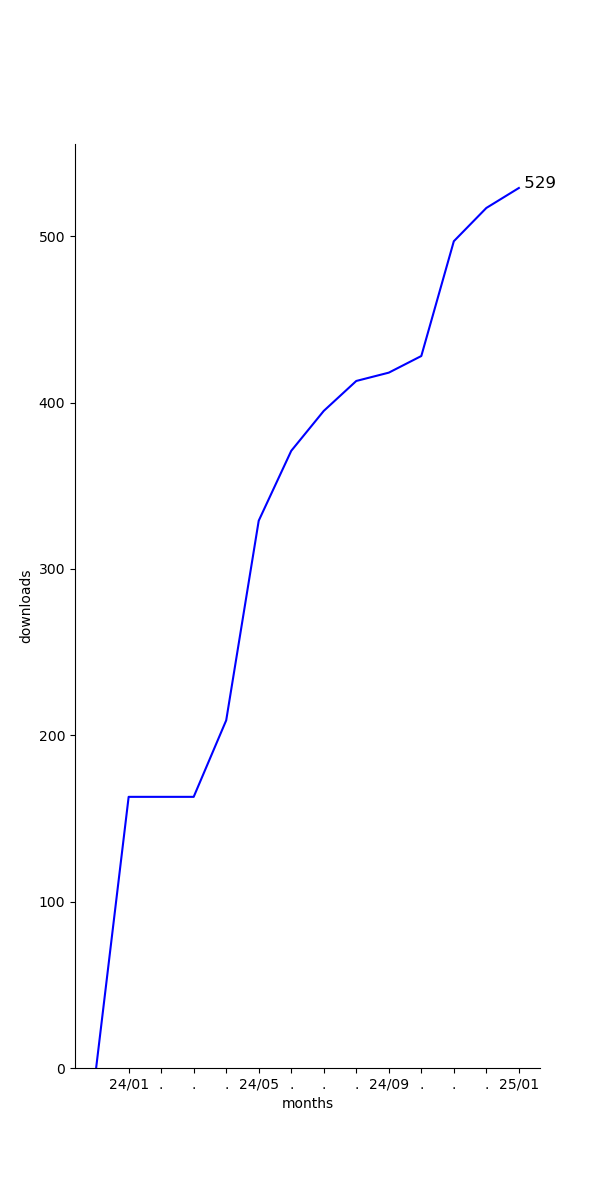 529
500
400
300
200
100
0
downloads
24/01 . . . 24/05 . . . 24/09 . . . 25/01
months